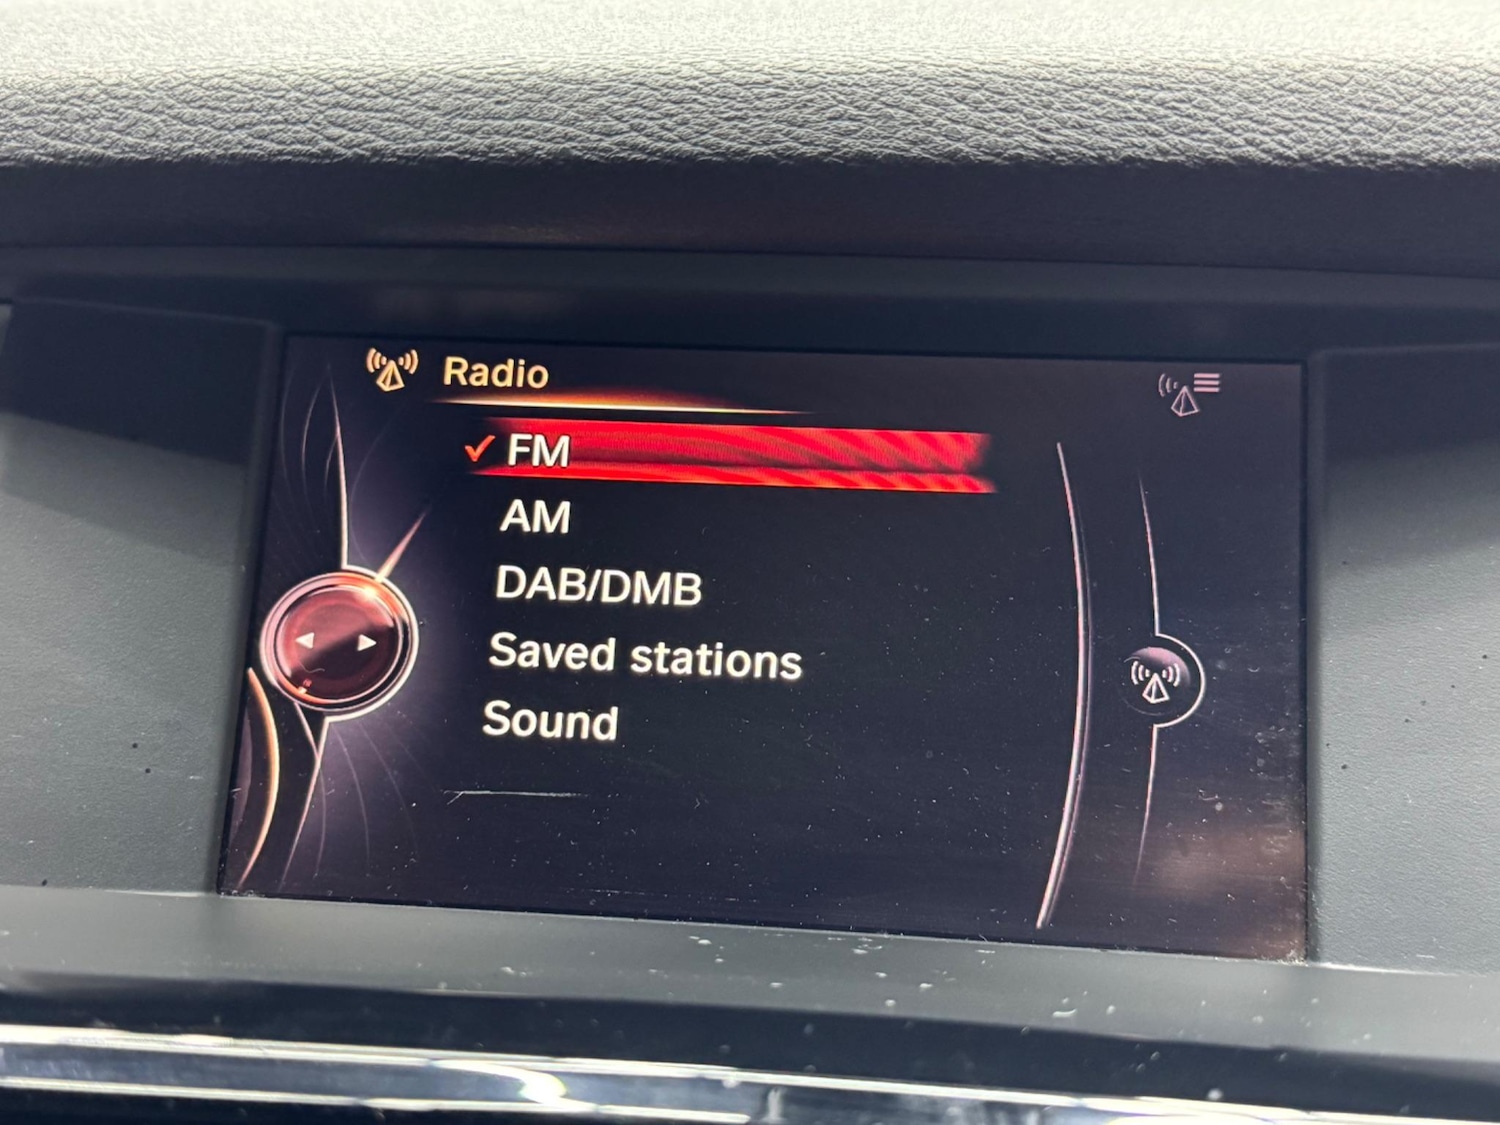 Radio
FM
AM
DAB/DMB
Saved stations
Sound